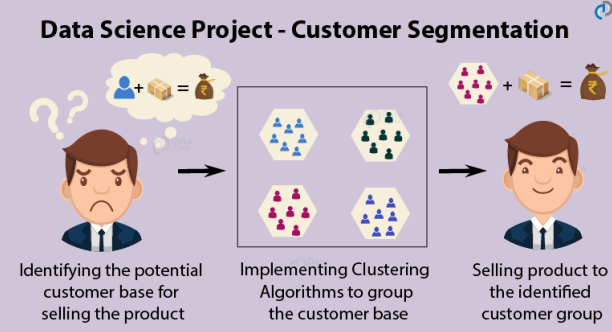 Data Science Project - Customer Segmentation
? ? ?
+ =
₹
+ =
₹
Identifying the potential
customer base for
selling the product
Implementing Clustering
Algorithms to group
the customer base
Selling product to
the identified
customer group